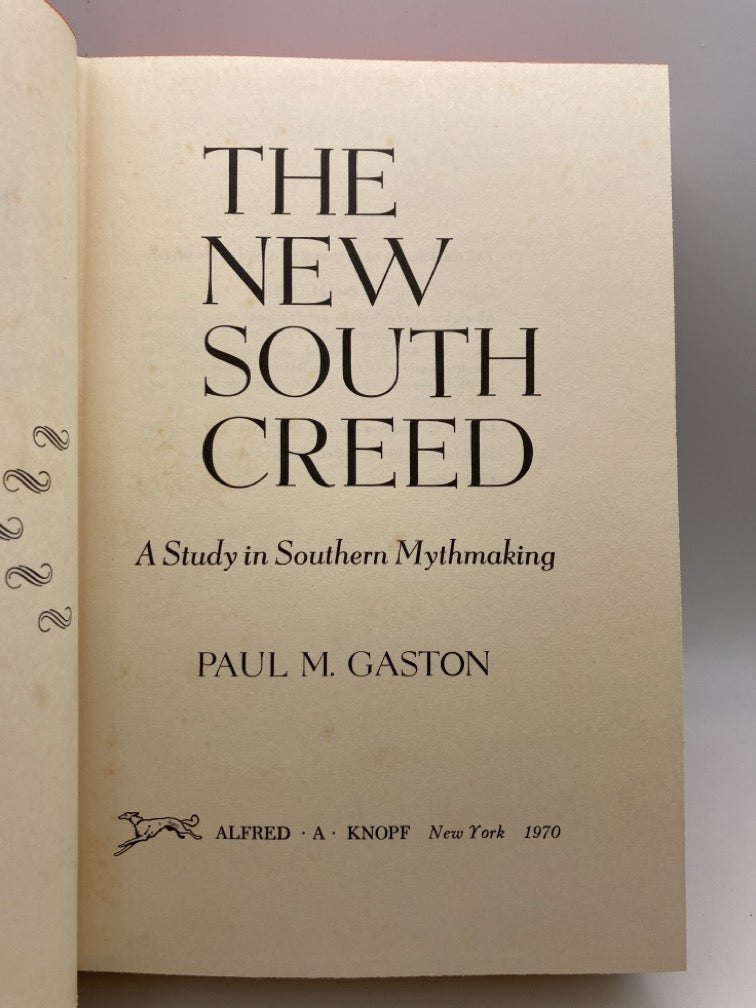 THE
NEW
SOUTH
CREED
A Study in Southern Mythmaking
PAUL M. GASTON
ALFRED · A · KNOPF New York 1970